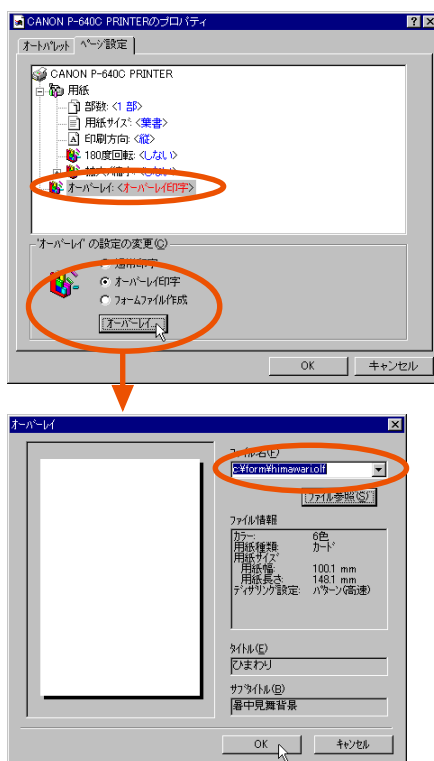 CANON P-640C PRINTERのプロパティ
オートパレット ページ設定
CANON P-640C PRINTER
用紙
部数: <1 部>
用紙サイズ: <葉書>
印刷方向: <縦>
180度回転: <しない>
拡大/縮小: <しない>
オーバーレイ: <オーバーレイ印字>
'オーバーレイ' の設定の変更(C)
通常印字
オーバーレイ印字
フォームファイル作成
オーバーレイ...
OK キャンセル
オーバーレイ
ファイル名(F)
c:¥form¥himawari.olf
ファイル参照(S)
ファイル情報
カラー: 6色
用紙種類: カード
用紙サイズ
用紙幅: 100.1 mm
用紙長さ: 148.1 mm
ディザリング設定: パターン(高速)
タイトル(E)
ひまわり
サブタイトル(B)
暑中見舞背景
OK キャンセル